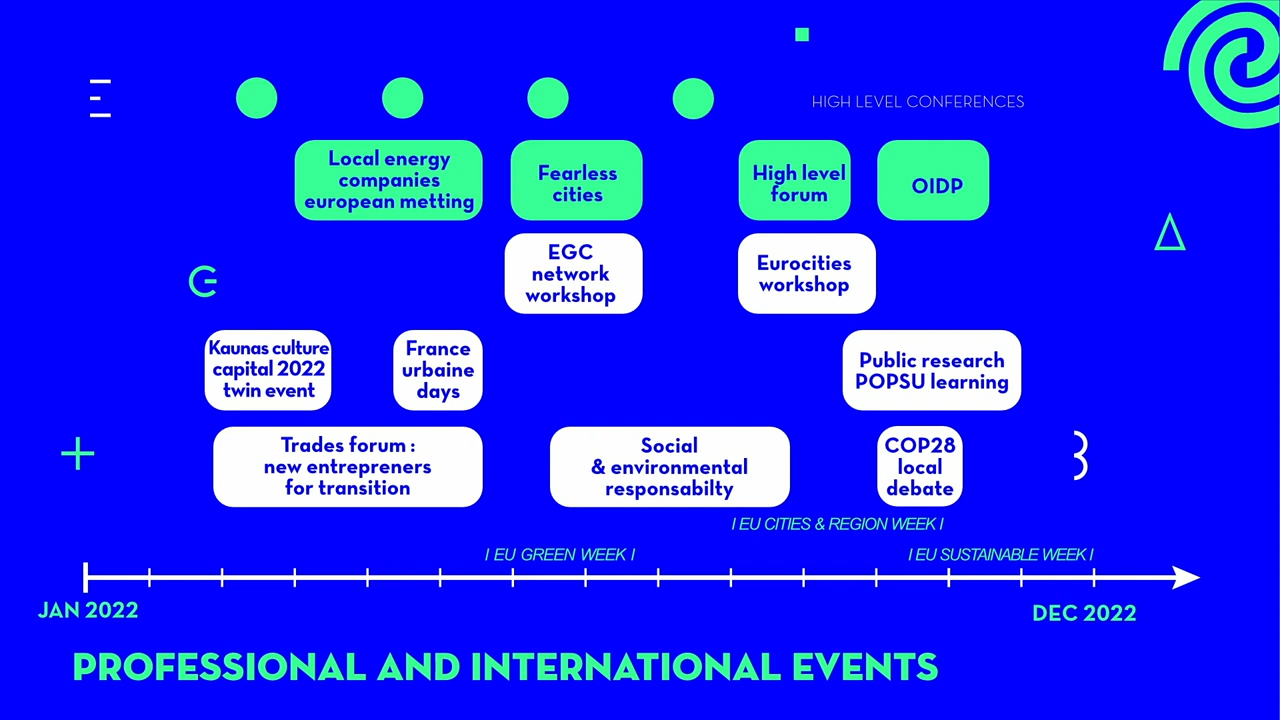 HIGH LEVEL CONFERENCES
Local energy
companies
european metting
Fearless
cities
High level
forum
OIDP
EGC
network
workshop
Eurocities
workshop
Kaunas culture
capital 2022
twin event
France
urbaine
days
Public research
POPSU learning
Trades forum :
new entrepreners
for transition
Social
& environmental
responsabilty
COP28
local
debate
I EU CITIES & REGION WEEK I
I EU GREEN WEEK I
I EU SUSTAINABLE WEEK I
JAN 2022
DEC 2022
PROFESSIONAL AND INTERNATIONAL EVENTS